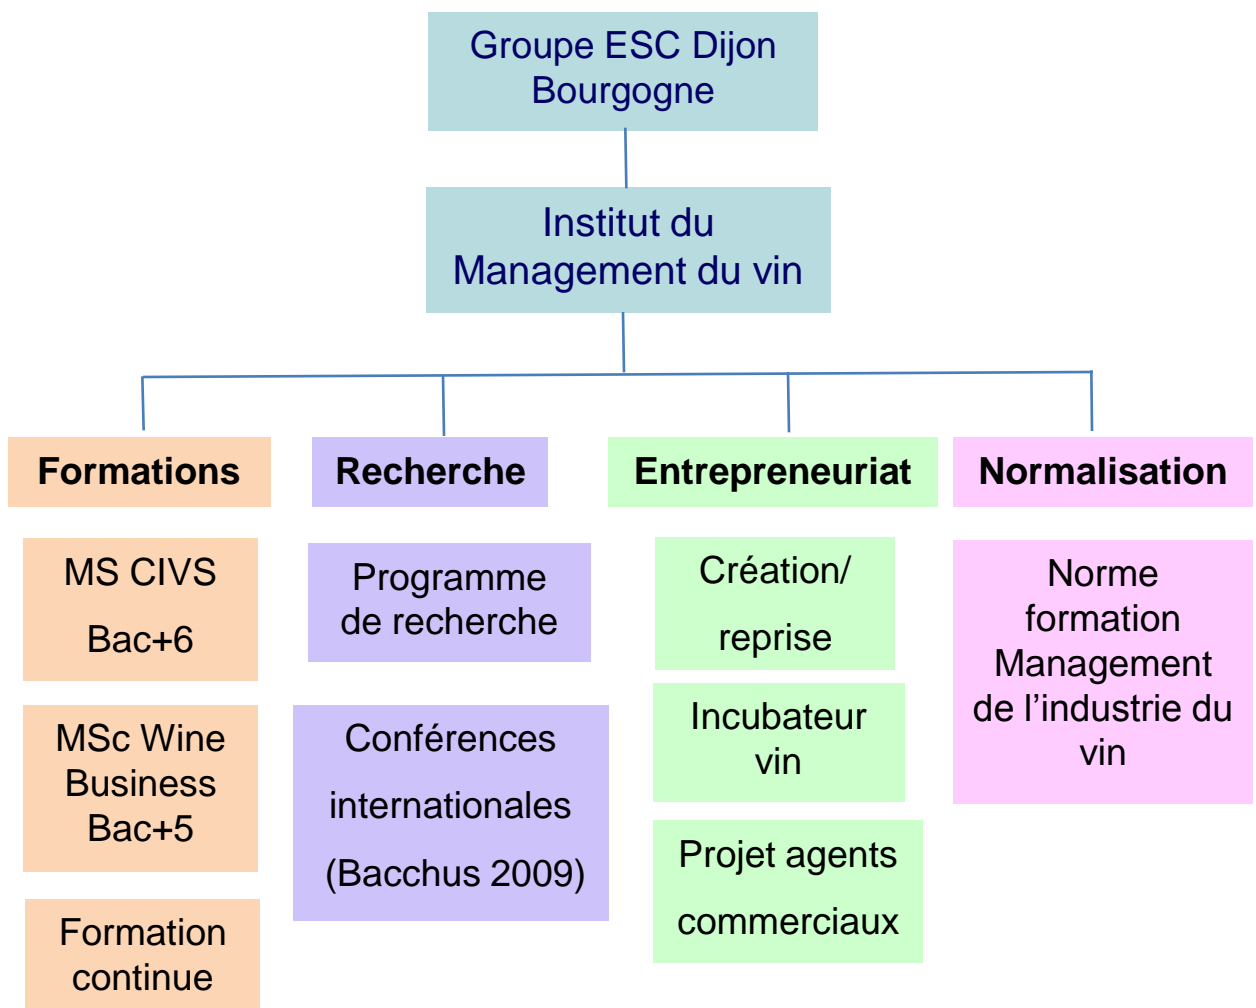 Groupe ESC Dijon
Bourgogne
Institut du
Management du vin
Formations
Recherche
Entrepreneuriat
Normalisation
MS CIVS
Bac+6
MSc Wine
Business
Bac+5
Formation
continue
Programme
de recherche
Conférences
internationales
(Bacchus 2009)
Création/
reprise
Incubateur
vin
Projet agents
commerciaux
Norme
formation
Management
de l’industrie du
vin